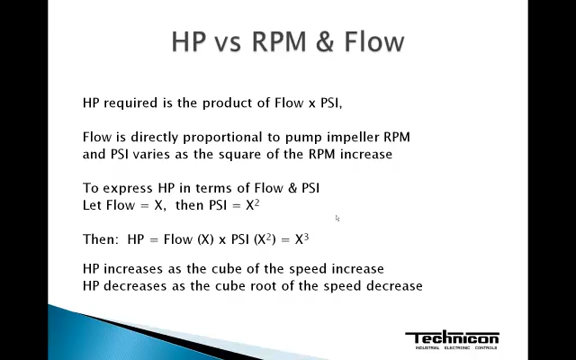 HP vs RPM & Flow
HP required is the product of Flow x PSI,
Flow is directly proportional to pump impeller RPM
and PSI varies as the square of the RPM increase
To express HP in terms of Flow & PSI
Let Flow = X,  then PSI = X²
Then:  HP = Flow (X) x PSI (X²) = X³
HP increases as the cube of the speed increase
HP decreases as the cube root of the speed decrease
Technicon
INDUSTRIAL ELECTRONIC CONTROLS